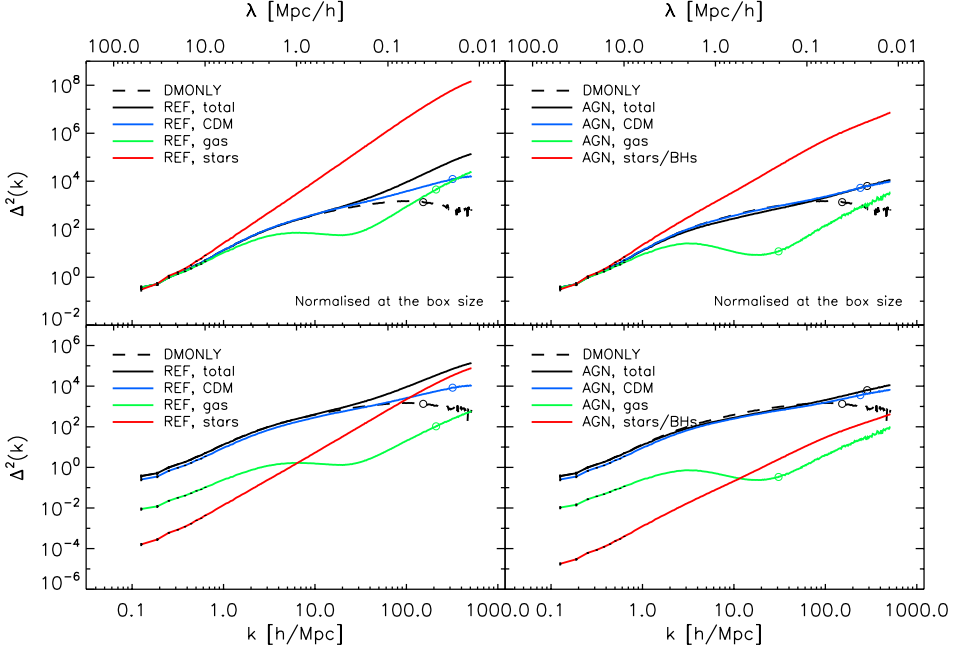 λ [Mpc/h] λ [Mpc/h]
100.0 10.0 1.0 0.1 100.0 10.0 1.0 0.1 0.01
10^8
10^6
10^4
10^2
10^0
10^-2
Δ²(k)
DMONLY
REF, total
REF, CDM
REF, gas
REF, stars
Normalised at the box size
DMONLY
AGN, total
AGN, CDM
AGN, gas
AGN, stars/BHs
Normalised at the box size
10^6
10^4
10^2
10^0
10^-2
10^-4
10^-6
Δ²(k)
DMONLY
REF, total
REF, CDM
REF, gas
REF, stars
DMONLY
AGN, total
AGN, CDM
AGN, gas
AGN, stars/BHs
0.1 1.0 10.0 100.0 1.0 10.0 100.0 1000.0
k [h/Mpc] k [h/Mpc]